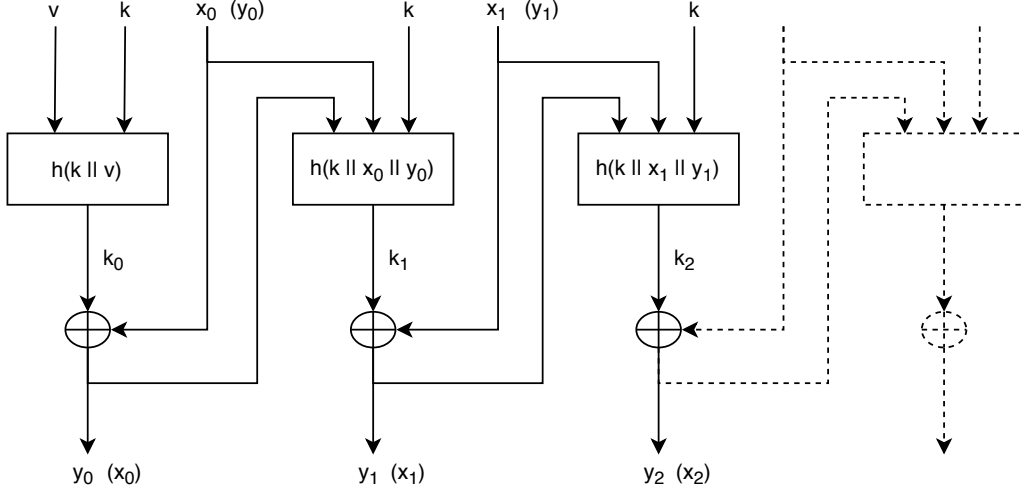 v k x₀ (y₀) k x₁ (y₁) k
h(k || v) h(k || x₀ || y₀) h(k || x₁ || y₁)
k₀ k₁ k₂
y₀ (x₀) y₁ (x₁) y₂ (x₂)